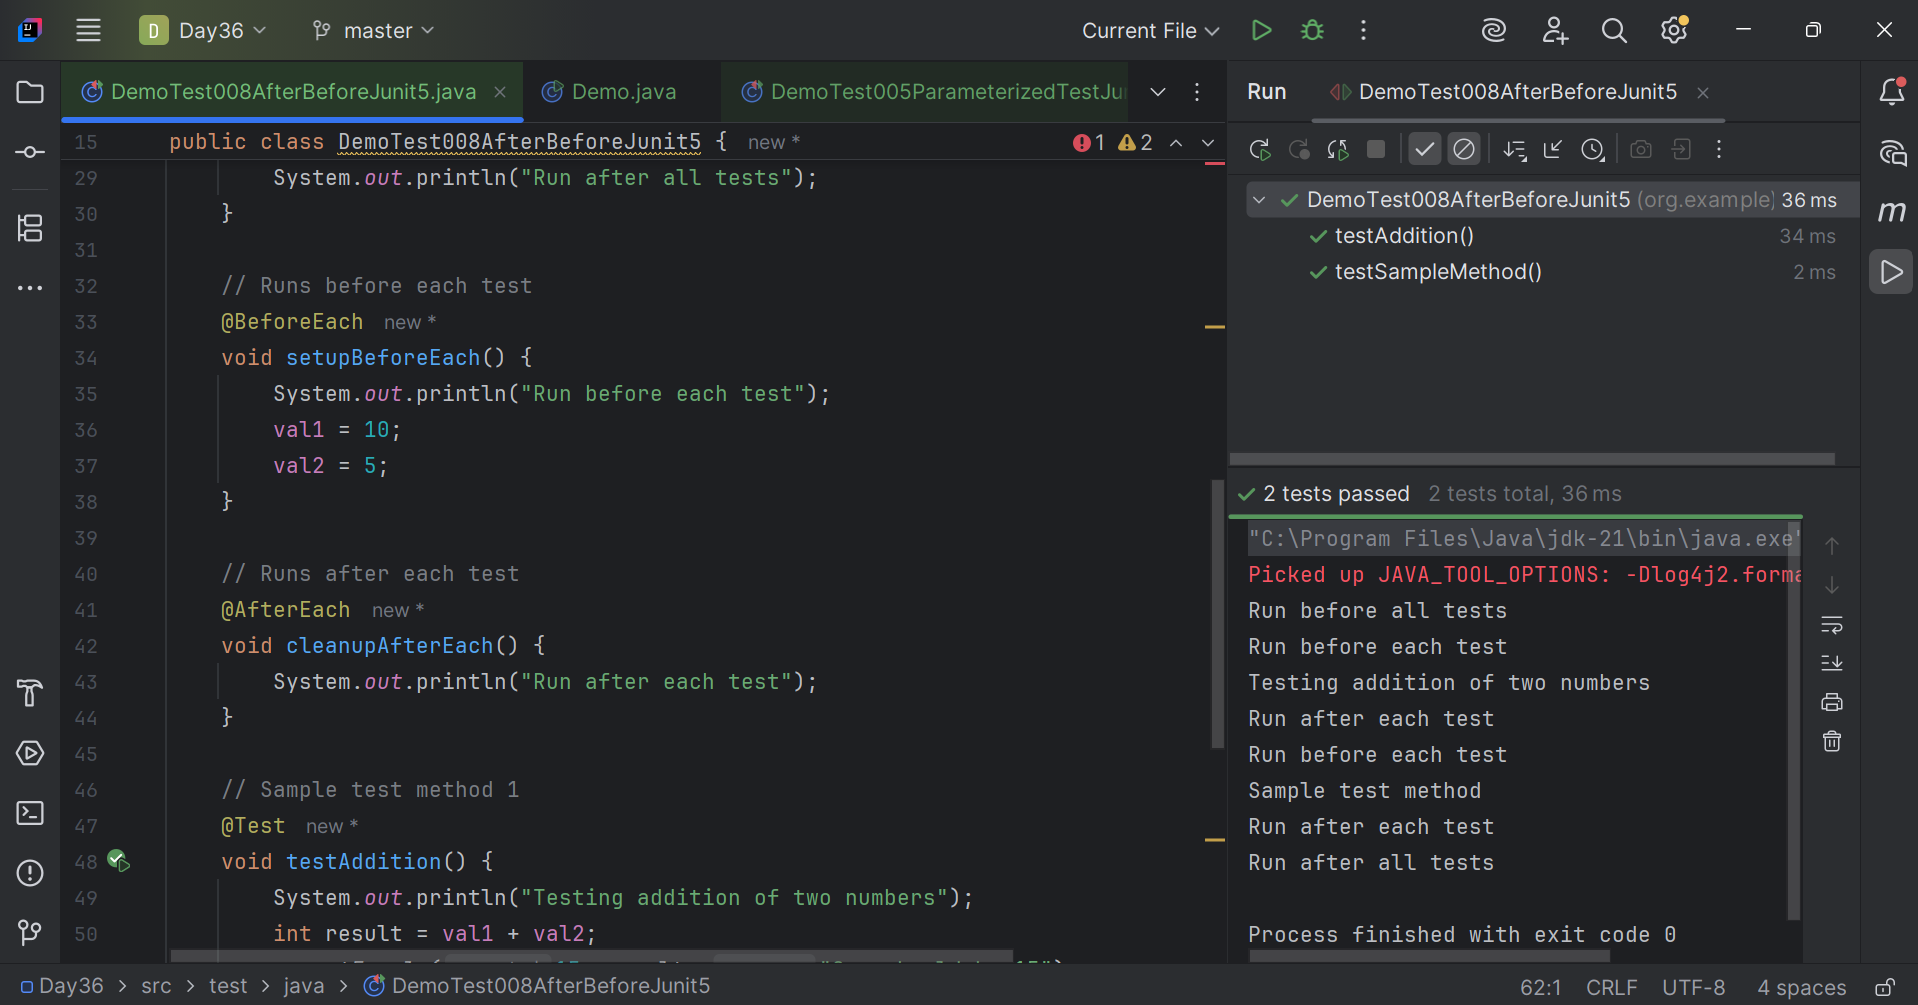 D Day36 master Current File
DemoTest008AfterBeforeJunit5.java Demo.java DemoTest005ParameterizedTestJu
Run DemoTest008AfterBeforeJunit5
15 public class DemoTest008AfterBeforeJunit5 { new * 1 2
29 System.out.println("Run after all tests");
30 }
31
32 // Runs before each test
33 @BeforeEach new *
34 void setupBeforeEach() {
35 System.out.println("Run before each test");
36 val1 = 10;
37 val2 = 5;
38 }
39
40 // Runs after each test
41 @AfterEach new *
42 void cleanupAfterEach() {
43 System.out.println("Run after each test");
44 }
45
46 // Sample test method 1
47 @Test new *
48 void testAddition() {
49 System.out.println("Testing addition of two numbers");
50 int result = val1 + val2;
DemoTest008AfterBeforeJunit5 (org.example) 36 ms
testAddition() 34 ms
testSampleMethod() 2 ms
2 tests passed 2 tests total, 36 ms
"C:\Program Files\Java\jdk-21\bin\java.exe"
Picked up JAVA_TOOL_OPTIONS: -Dlog4j2.forma
Run before all tests
Run before each test
Testing addition of two numbers
Run after each test
Run before each test
Sample test method
Run after each test
Run after all tests
Process finished with exit code 0
m
Day36 > src > test > java > DemoTest008AfterBeforeJunit5
62:1 CRLF UTF-8 4 spaces